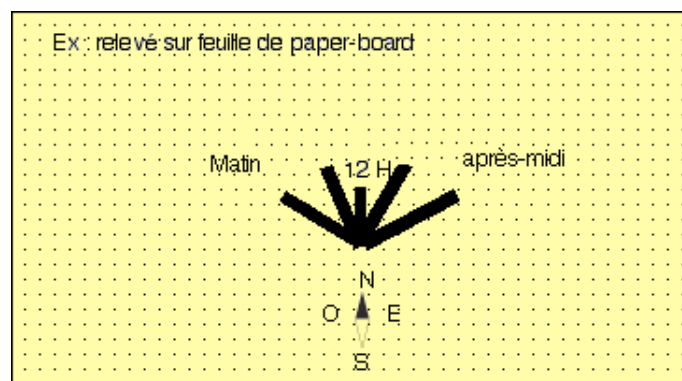 Ex : relevé sur feuille de paper-board
Matin
12 H
après-midi
N
O E
S